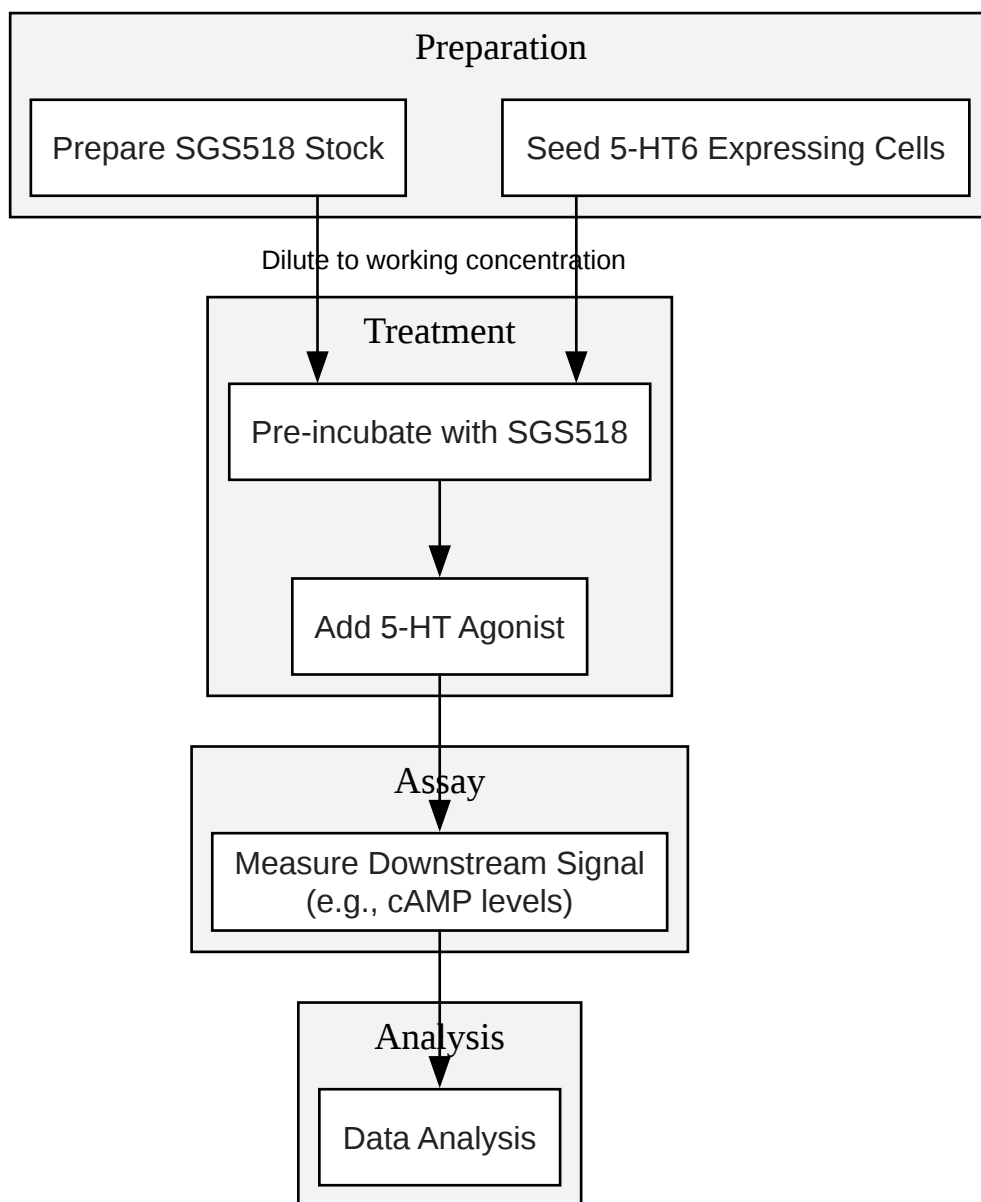 Preparation
Prepare SGS518 Stock
Seed 5-HT6 Expressing Cells
Dilute to working concentration
Treatment
Pre-incubate with SGS518
Add 5-HT Agonist
Assay
Measure Downstream Signal
(e.g., cAMP levels)
Analysis
Data Analysis